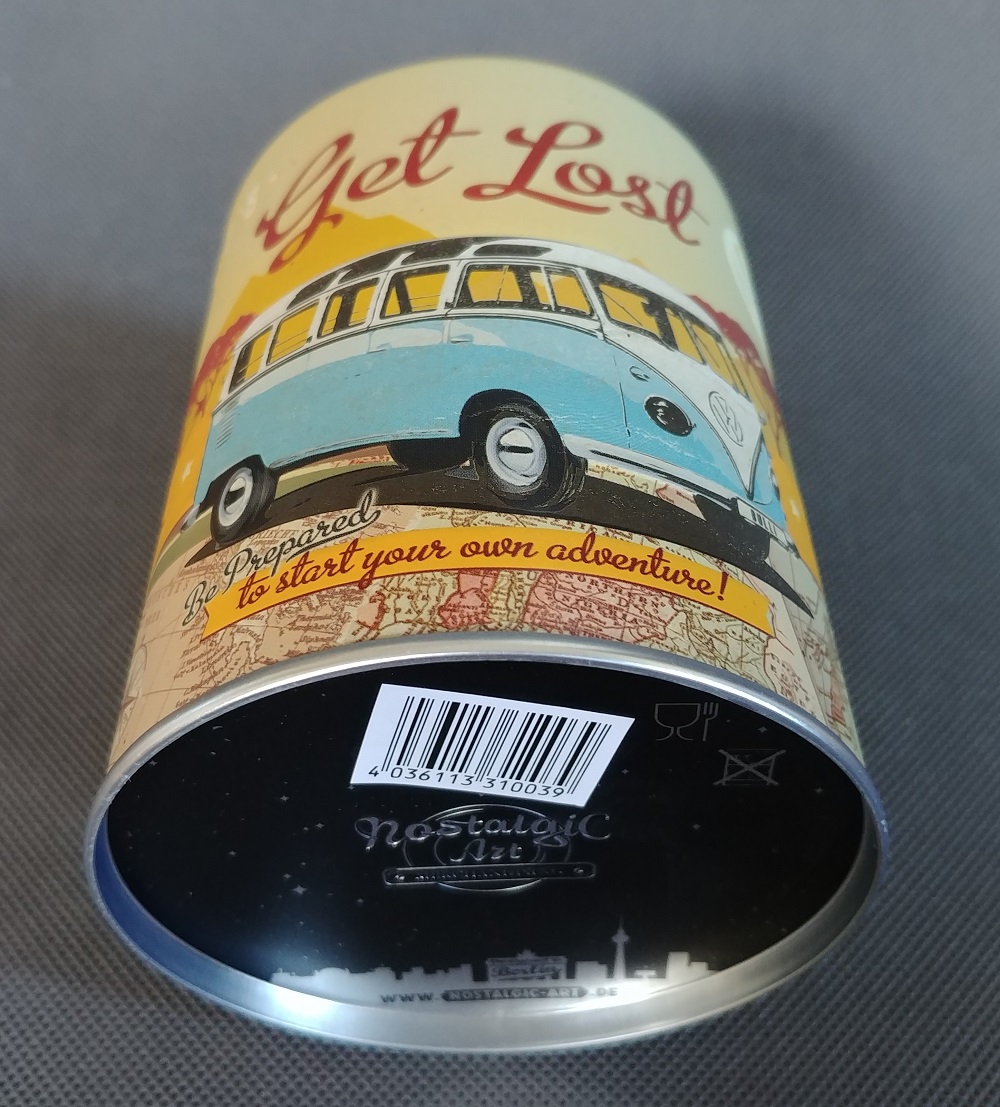 Get Lost
Be Prepared
to start your own adventure!
4 036113 310039
Nostalgic
Art
Berlin
WWW. NOSTALGIC-ART .DE